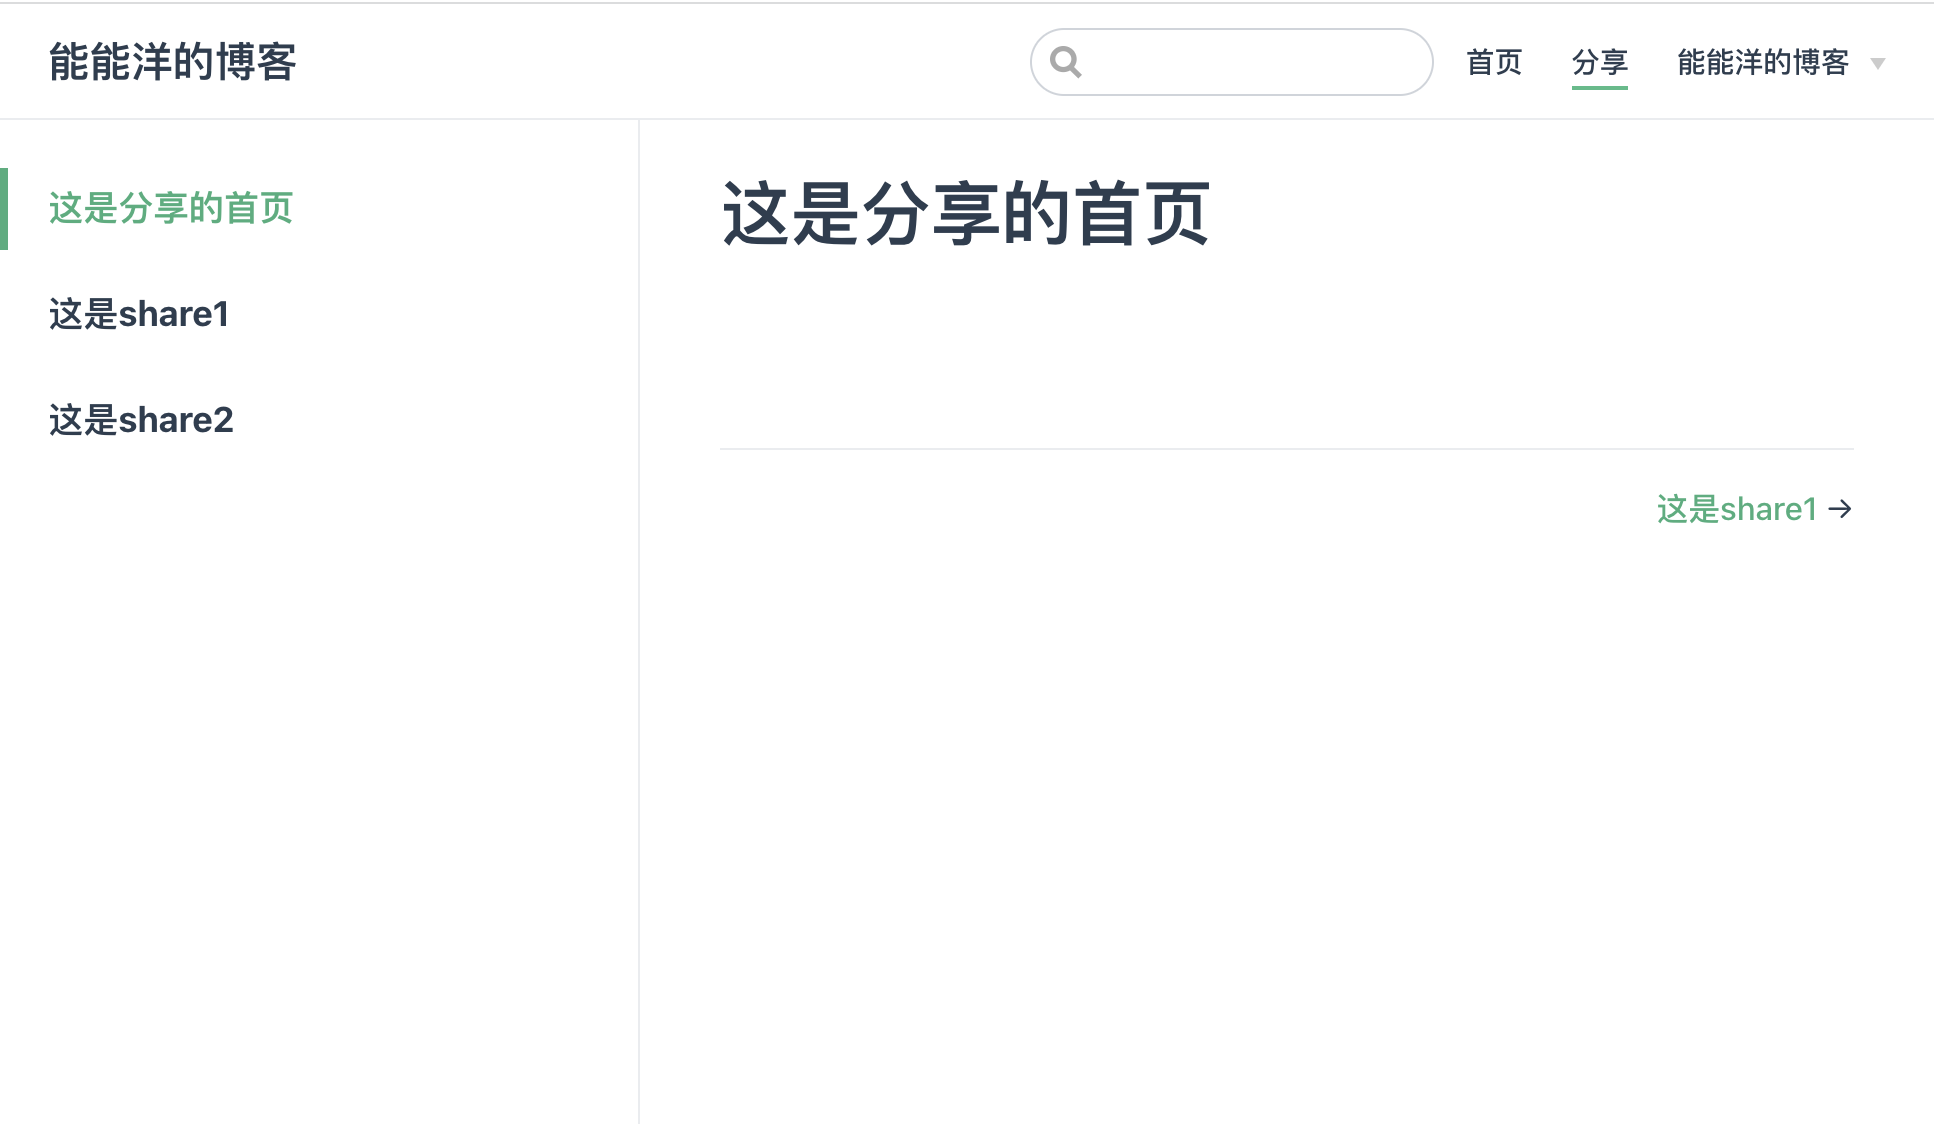 能能洋的博客
首页 分享 能能洋的博客
这是分享的首页
这是share1
这是share2
这是分享的首页
这是share1 →